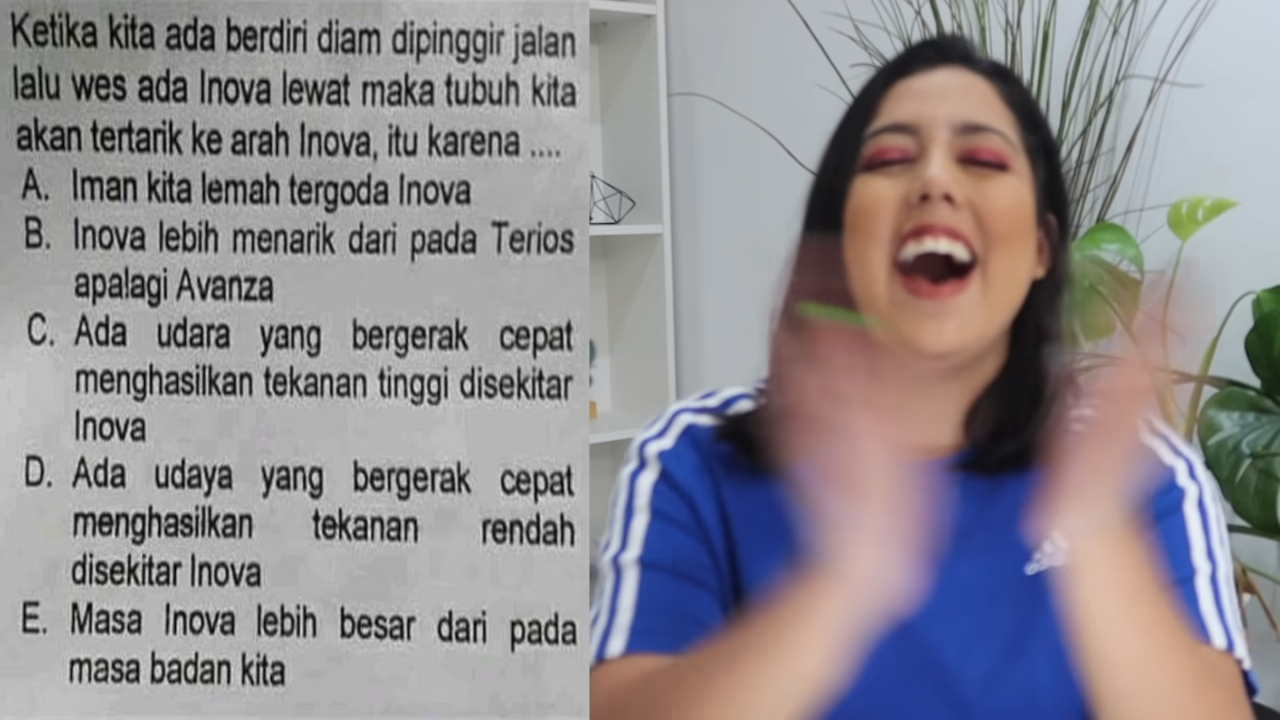 Ketika kita ada berdiri diam dipinggir jalan
lalu wes ada Inova lewat maka tubuh kita
akan tertarik ke arah Inova, itu karena ....
A. Iman kita lemah tergoda Inova
B. Inova lebih menarik dari pada Terios
apalagi Avanza
C. Ada udara yang bergerak cepat
menghasilkan tekanan tinggi disekitar
Inova
D. Ada udaya yang bergerak cepat
menghasilkan tekanan rendah
disekitar Inova
E. Masa Inova lebih besar dari pada
masa badan kita